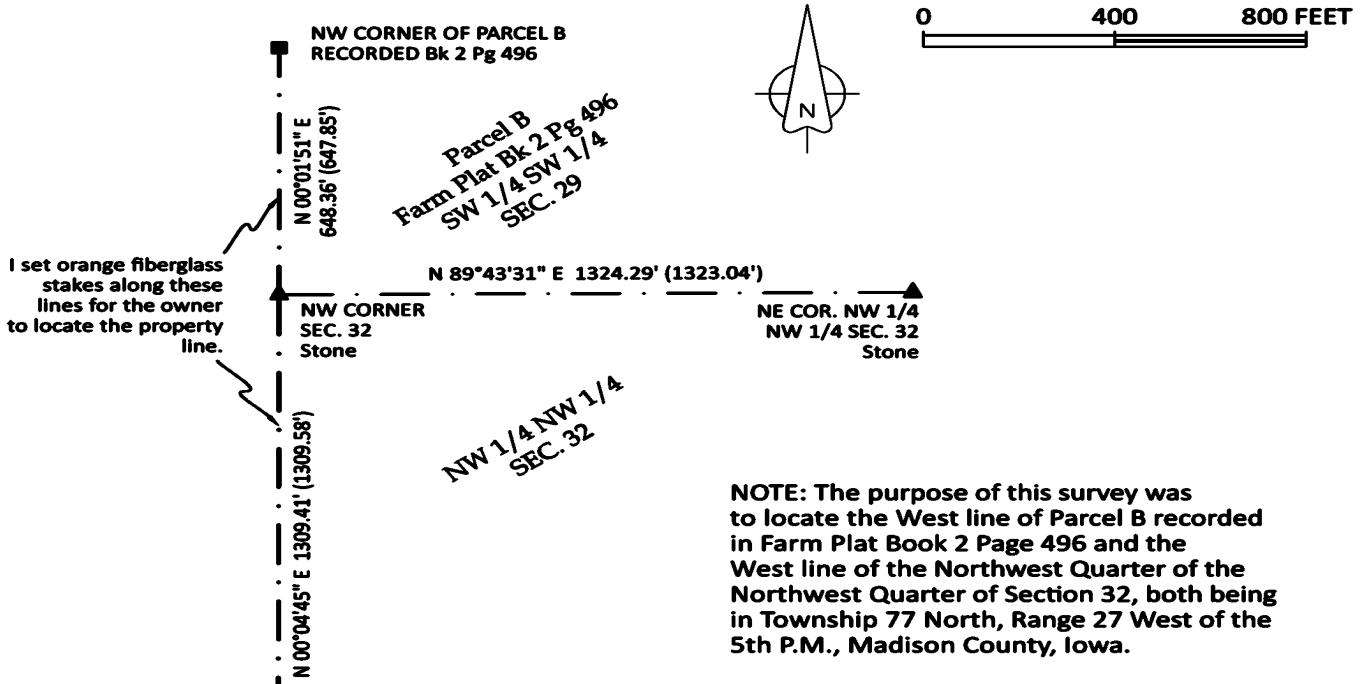 NW CORNER OF PARCEL B
RECORDED Bk 2 Pg 496
0 400 800 FEET
N
N 00°01'51" E
648.36' (647.85')
Parcel B
Farm Plat Bk 2 Pg 496
SW 1/4 SW 1/4
SEC. 29
I set orange fiberglass
stakes along these
lines for the owner
to locate the property
line.
N 89°43'31" E 1324.29' (1323.04')
NW CORNER
SEC. 32
Stone
NE COR. NW 1/4
NW 1/4 SEC. 32
Stone
NW 1/4 NW 1/4
SEC. 32
N 00°04'45" E 1309.41' (1309.58')
NOTE: The purpose of this survey was
to locate the West line of Parcel B recorded
in Farm Plat Book 2 Page 496 and the
West line of the Northwest Quarter of the
Northwest Quarter of Section 32, both being
in Township 77 North, Range 27 West of the
5th P.M., Madison County, Iowa.